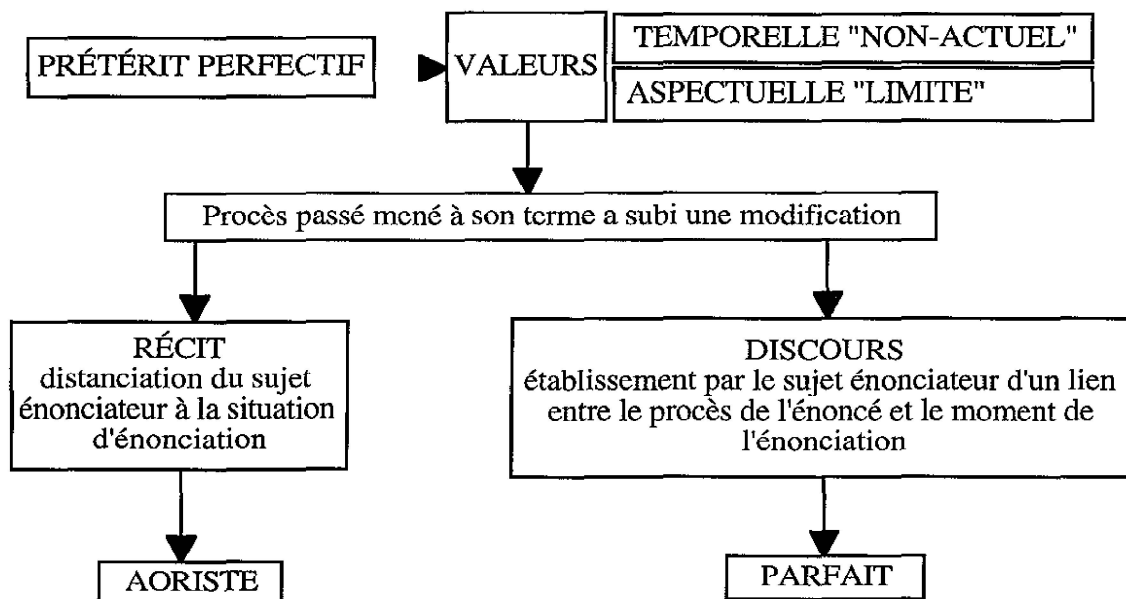 PRÉTÉRIT PERFECTIF
VALEURS
TEMPORELLE "NON-ACTUEL"
ASPECTUELLE "LIMITE"
Procès passé mené à son terme a subi une modification
RÉCIT
distanciation du sujet
énonciateur à la situation
d'énonciation
DISCOURS
établissement par le sujet énonciateur d'un lien
entre le procès de l'énoncé et le moment de
l'énonciation
AORISTE
PARFAIT